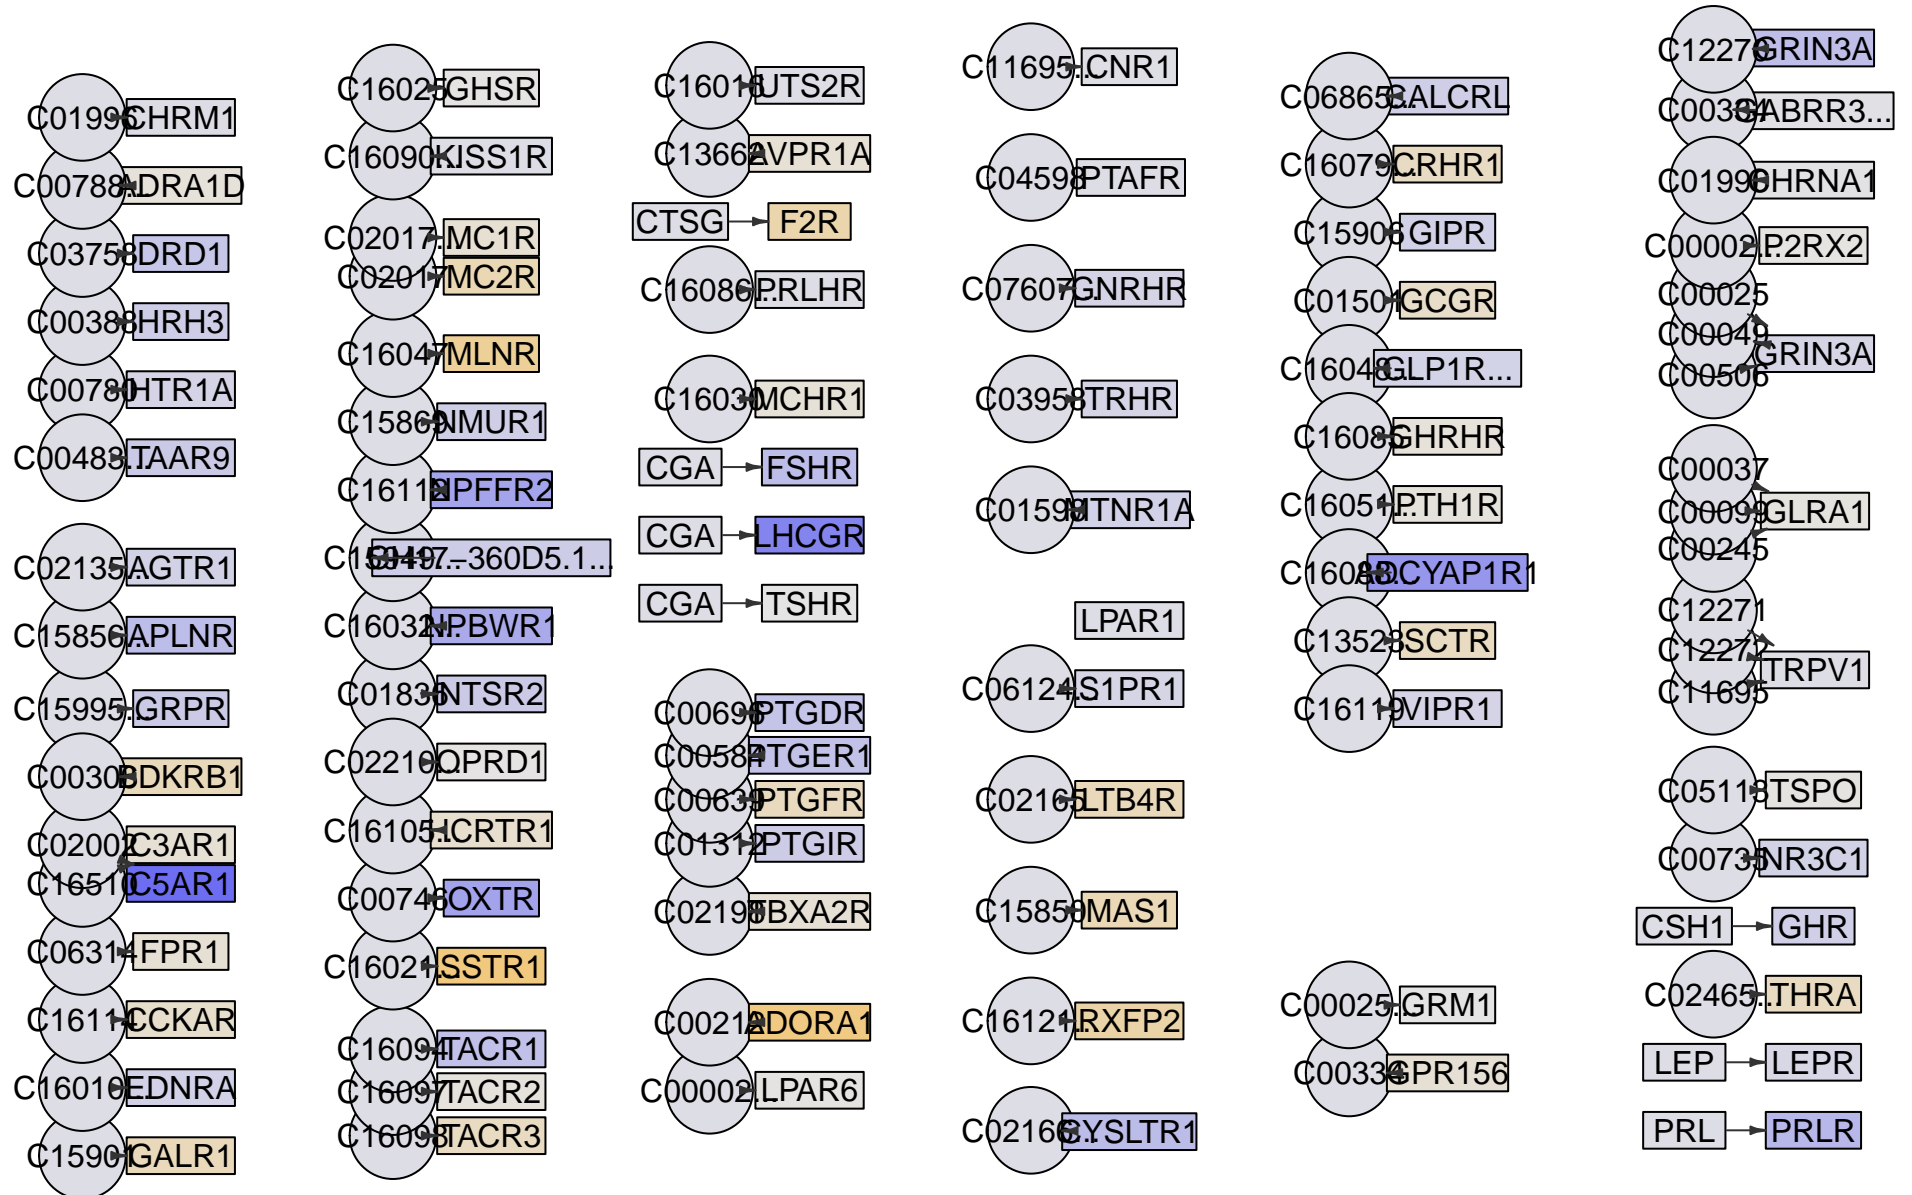 C01996 CHRM1
C00788... ADRA1D
C03758 DRD1
C00388 HRH3
C00780 HTR1A
C00483... TAAR9
C02135... AGTR1
C15856... APLNR
C15995... GRPR
C00306 BDKRB1
C02002 C3AR1
C16510 C5AR1
C06314 FPR1
C16114 CCKAR
C16010 EDNRA
C15901 GALR1
C16025 GHSR
C16090... KISS1R
C02017... MC1R
C02017 MC2R
C16047 MLNR
C15869 NMUR1
C16118 NPFFR2
CH17-360D5.1...
C16032... NPBWR1
C01836 NTSR2
C02210... OPRD1
C16105... HCRTR1
C00746 OXTR
C16021... SSTR1
C16094 TACR1
C16097 TACR2
C16098 TACR3
C16016 UTS2R
C13662 AVPR1A
CTSG F2R
C16086... PRLHR
C16030 MCHR1
CGA FSHR
CGA LHCGR
CGA TSHR
C00696 PTGDR
C00584 PTGER1
C00639 PTGFR
C01312 PTGIR
C02198 TBXA2R
C00212 ADORA1
C00002... LPAR6
C11695... CNR1
C04598 PTAFR
C07607... GNRHR
C03958 TRHR
C01598 MTNR1A
LPAR1
C06124... S1PR1
C02165 LTB4R
C15850 MAS1
C16121... RXFP2
C02166... CYSLTR1
C06865... CALCRL
C16079... CRHR1
C15906 GIPR
C01501 GCGR
C16048... GLP1R...
C16085 GHRHR
C16051... PTH1R
ADCYAP1R1
C13523 SCTR
C16119 VIPR1
C00025... GRM1
C00334 GPR156
C12270 GRIN3A
C00334 GABRR3...
C01996 CHRNA1
C00002... P2RX2
C00025
C00049
GRIN3A
C00506
C00037
C00099 GLRA1
C00245
C12271
C12272
TRPV1
C11695
C05113 TSPO
C00735 NR3C1
CSH1 GHR
C02465... THRA
LEP LEPR
PRL PRLR